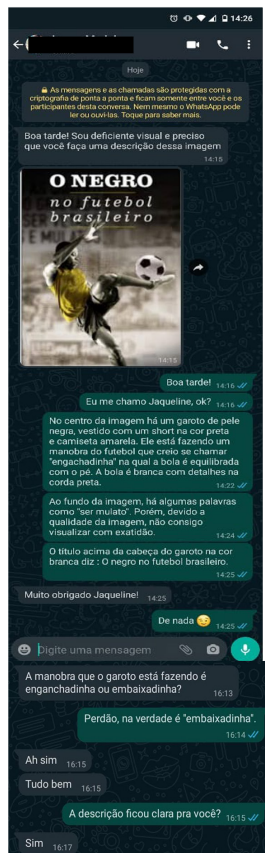 14:26
Hoje
As mensagens e as chamadas são protegidas com a
criptografia de ponta a ponta e ficam somente entre você e os
participantes desta conversa. Nem mesmo o WhatsApp pode
ler ou ouvi-las. Toque para saber mais.
Boa tarde! Sou deficiente visual e preciso
que você faça uma descrição dessa imagem
14:15
O NEGRO
no futebol
brasileiro
E MULA
14:15
Boa tarde! 14:16
Eu me chamo Jaqueline, ok? 14:16
No centro da imagem há um garoto de pele
negra, vestido com um short na cor preta
e camiseta amarela. Ele está fazendo um
manobra do futebol que creio se chamar
"engachadinha" na qual a bola é equilibrada
com o pé. A bola é branca com detalhes na
corda preta.
14:22
Ao fundo da imagem, há algumas palavras
como "ser mulato". Porém, devido a
qualidade da imagem, não consigo
visualizar com exatidão.
14:24
O título acima da cabeça do garoto na cor
branca diz : O negro no futebol brasileiro.
14:25
Muito obrigado Jaqueline! 14:25
De nada 😉 14:25
Digite uma mensagem
A manobra que o garoto está fazendo é
enganchadinha ou embaixadinha?
16:13
Perdão, na verdade é "embaixadinha".
16:14
Ah sim 16:15
Tudo bem 16:15
A descrição ficou clara pra você? 16:15
Sim 16:17